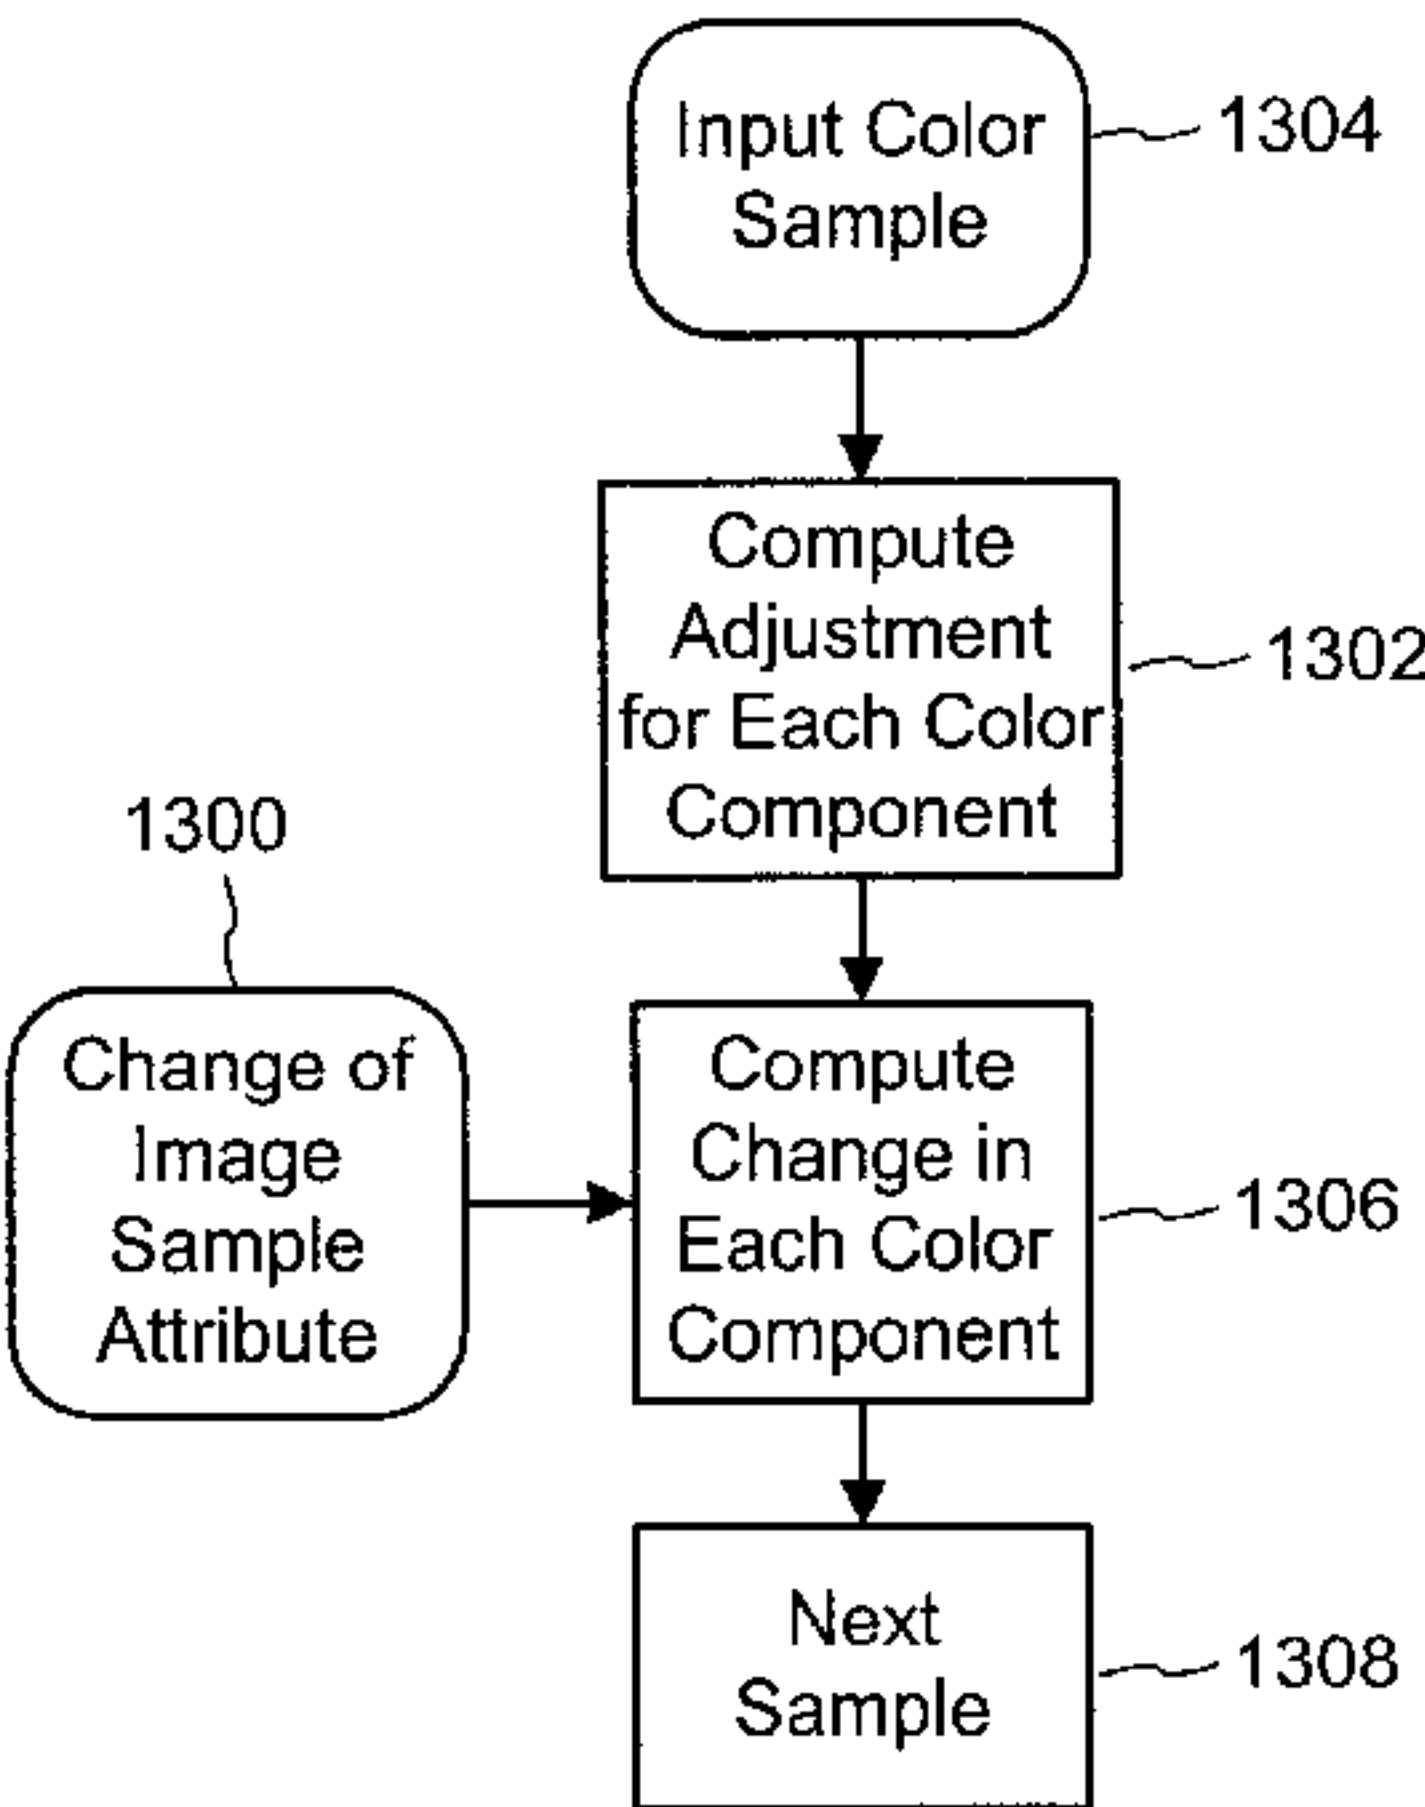 Input Color
Sample
1304
Compute
Adjustment
for Each Color
Component
1302
1300
Change of
Image
Sample
Attribute
Compute
Change in
Each Color
Component
1306
Next
Sample
1308